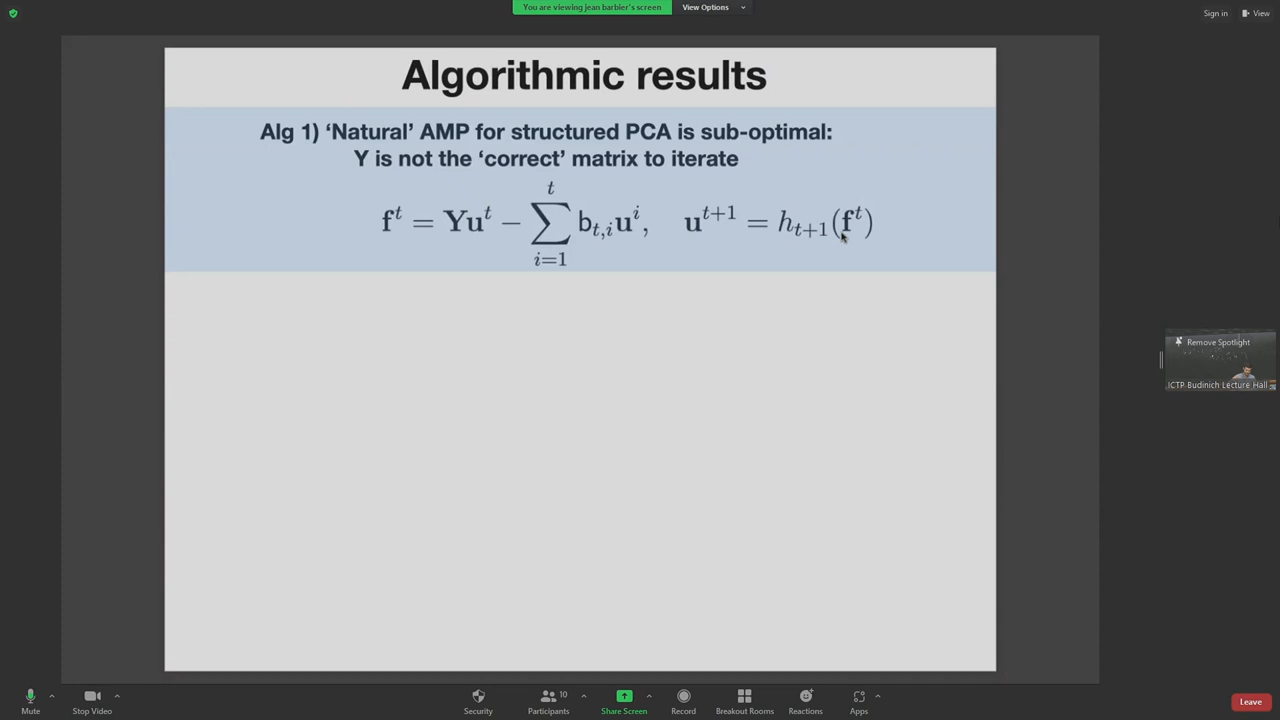 You are viewing jean barbier's screen
View Options
Sign in
View
Algorithmic results
Alg 1) ‘Natural’ AMP for structured PCA is sub-optimal:
Y is not the ‘correct’ matrix to iterate
f^t = Yu^t − \sum_{i=1}^{t} b_{t,i}u^i, u^{t+1} = h_{t+1}(f^t)
Remove Spotlight
ICTP Budinich Lecture Hall
Mute
Stop Video
Security
Participants
10
Share Screen
Record
Breakout Rooms
Reactions
Apps
Leave